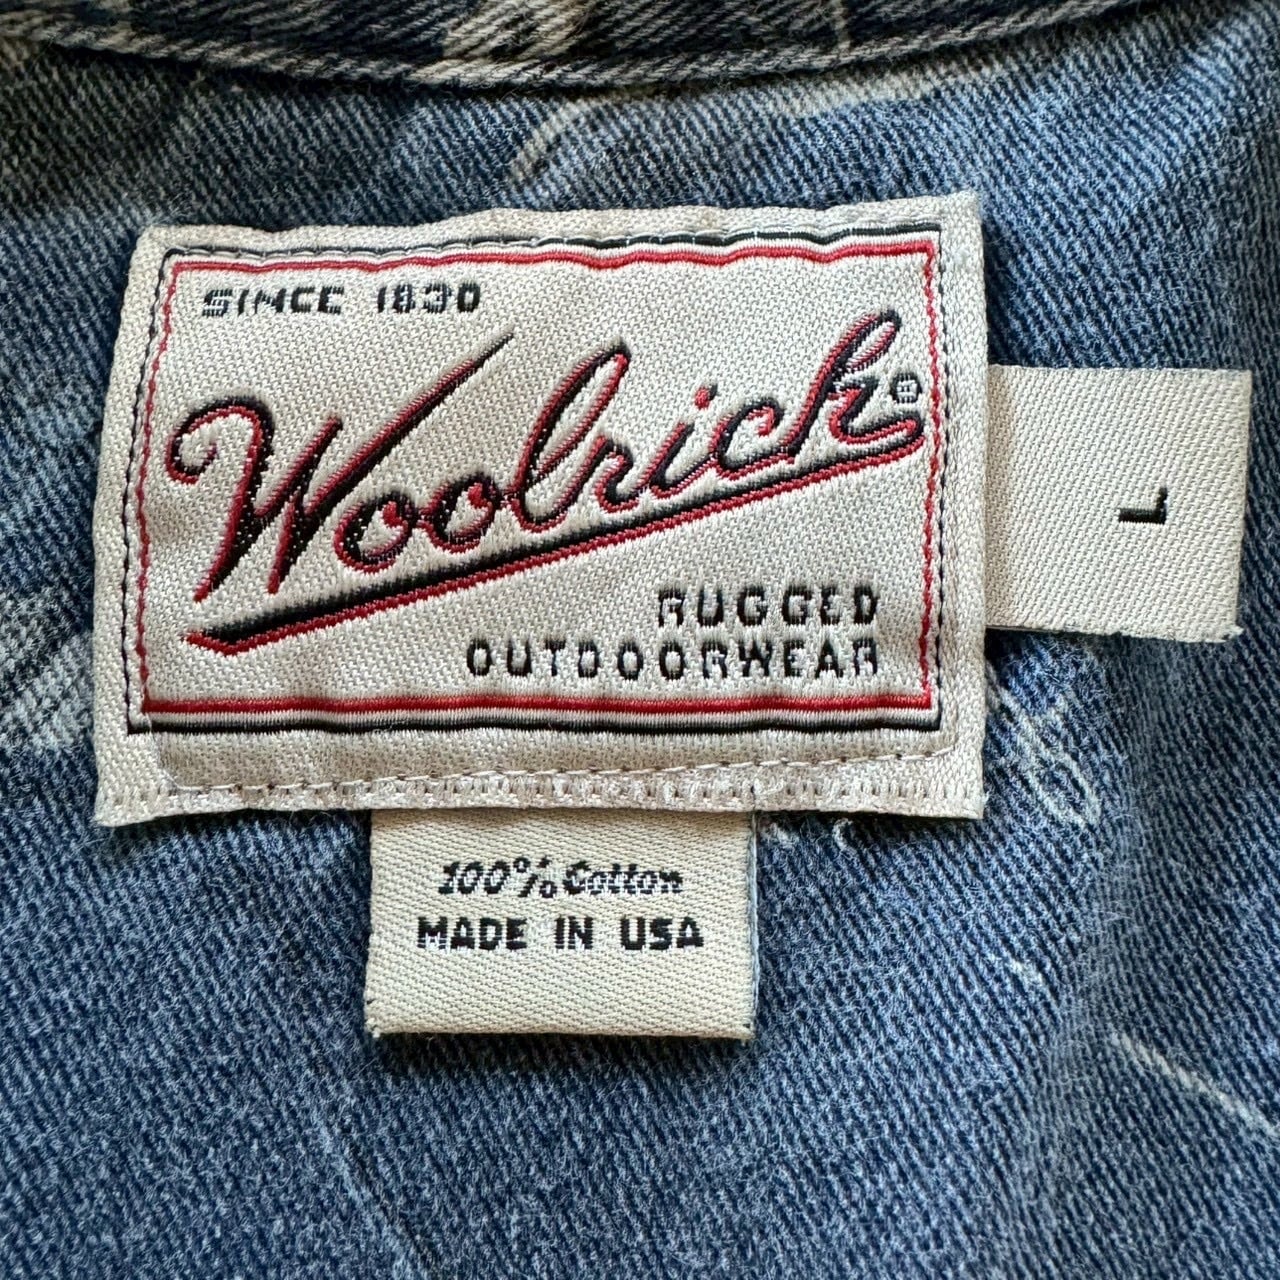 SINCE 1830
Woolrich®
RUGGED
OUTDOORWEAR
L
100% Cotton
MADE IN USA